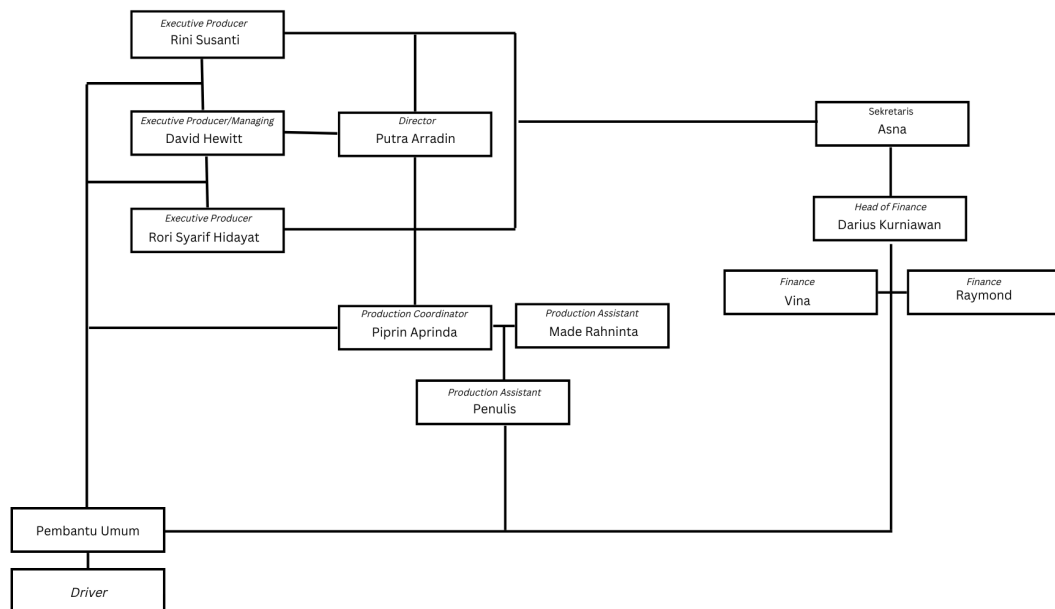 Executive Producer
Rini Susanti
Executive Producer/Managing
David Hewitt
Director
Putra Arradin
Sekretaris
Asna
Executive Producer
Rori Syarif Hidayat
Head of Finance
Darius Kurniawan
Finance
Vina
Finance
Raymond
Production Coordinator
Piprin Aprinda
Production Assistant
Made Rahninta
Production Assistant
Penulis
Pembantu Umum
Driver